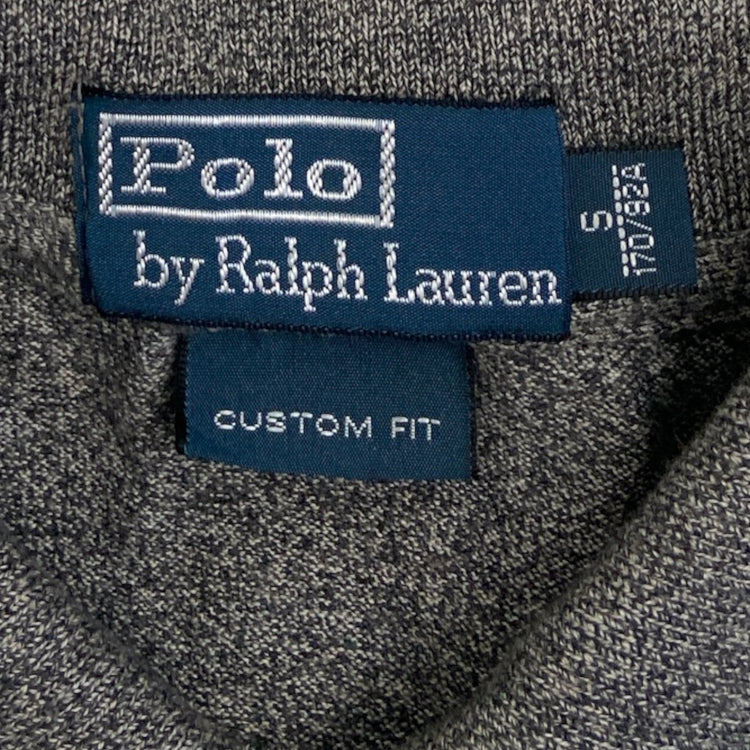 Polo
by Ralph Lauren
S
170/92A
CUSTOM FIT